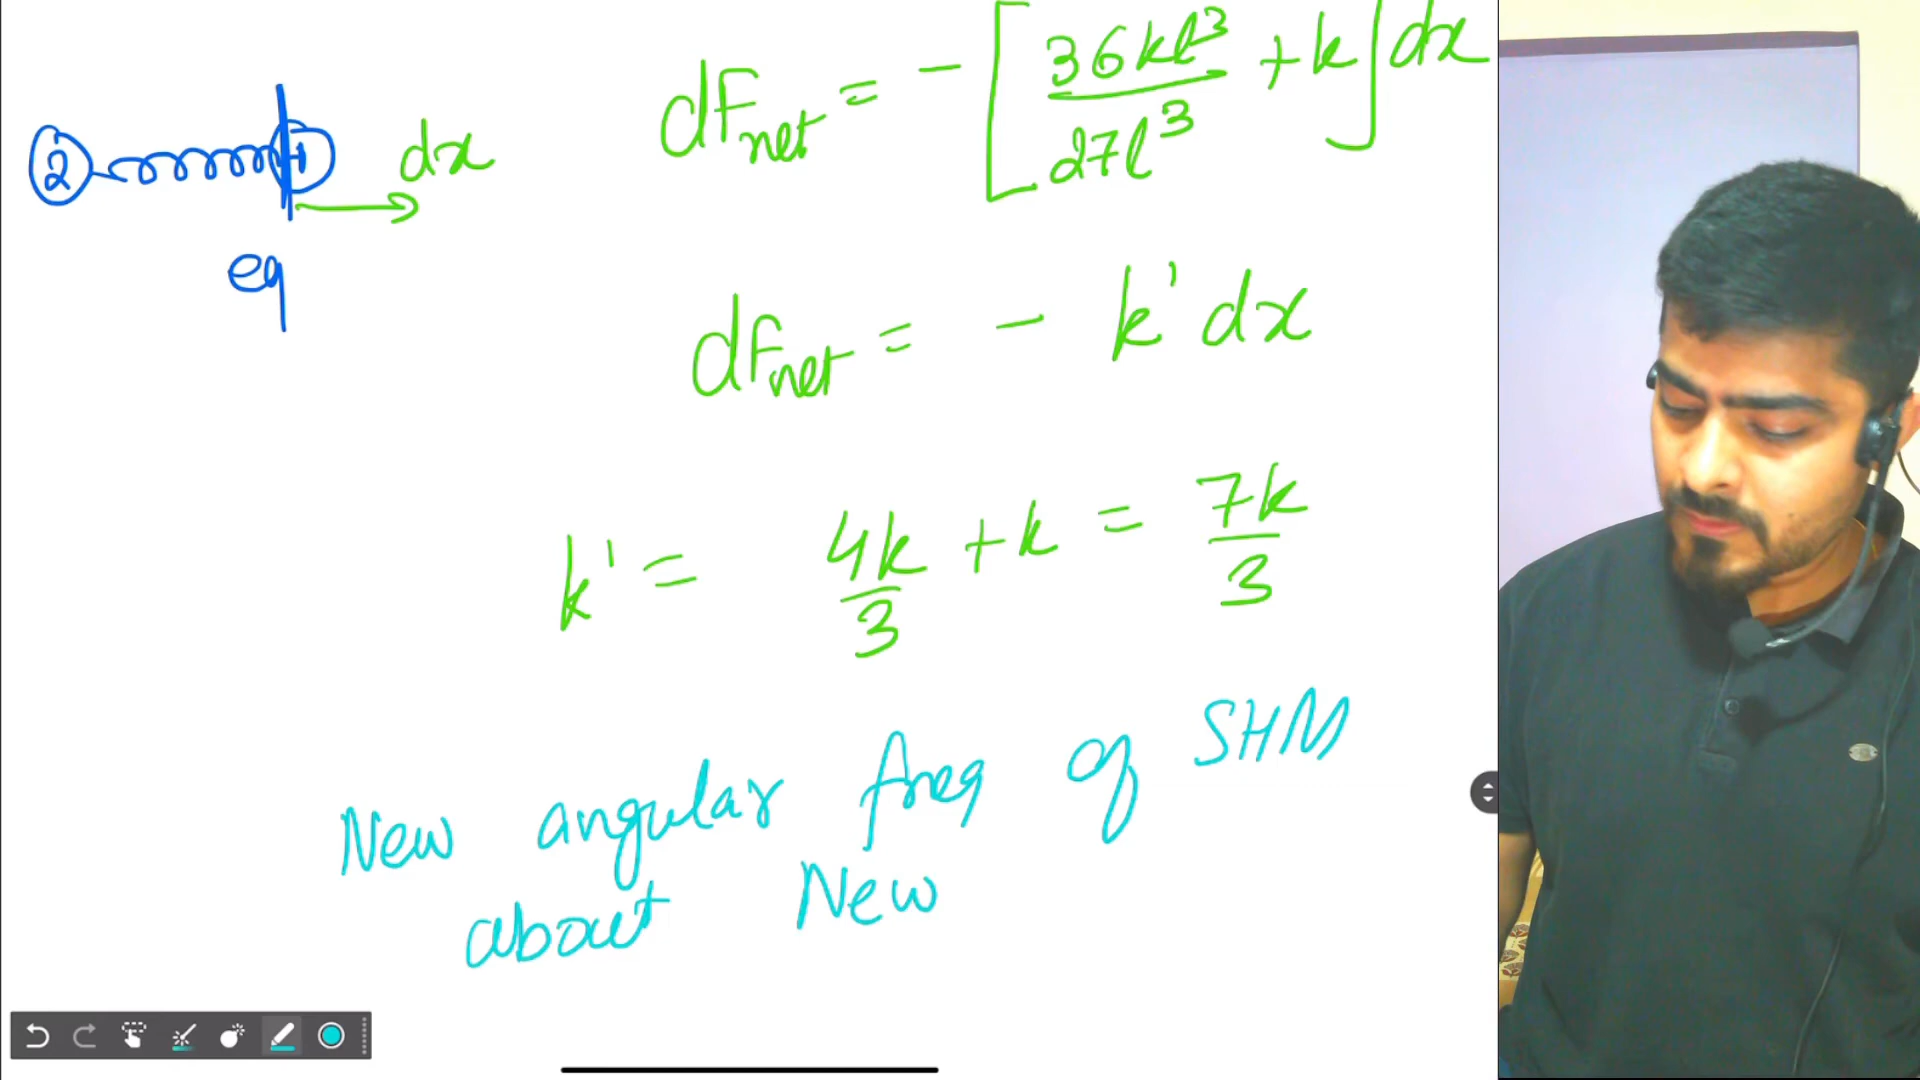 dF_net = - [36kl³/27l³ + k] dx
2 1 dx
eq
dF_net = - k' dx
k' = 4k/3 + k = 7k/3
New angular freq of SHM
about New